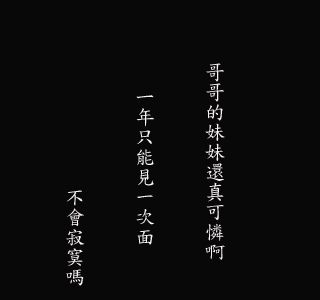 哥哥的妹妹還真可憐啊
一年只能見一次面
不會寂寞嗎